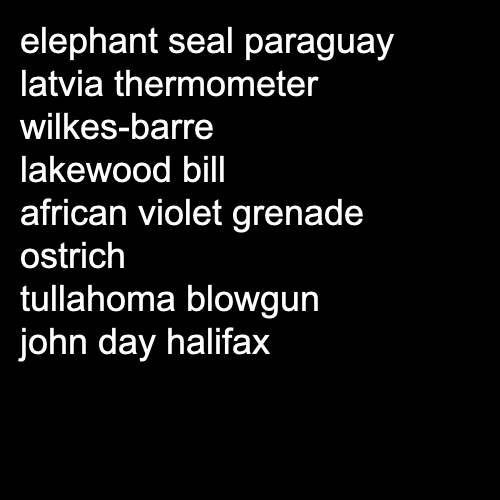 elephant seal paraguay
latvia thermometer
wilkes-barre
lakewood bill
african violet grenade
ostrich
tullahoma blowgun
john day halifax